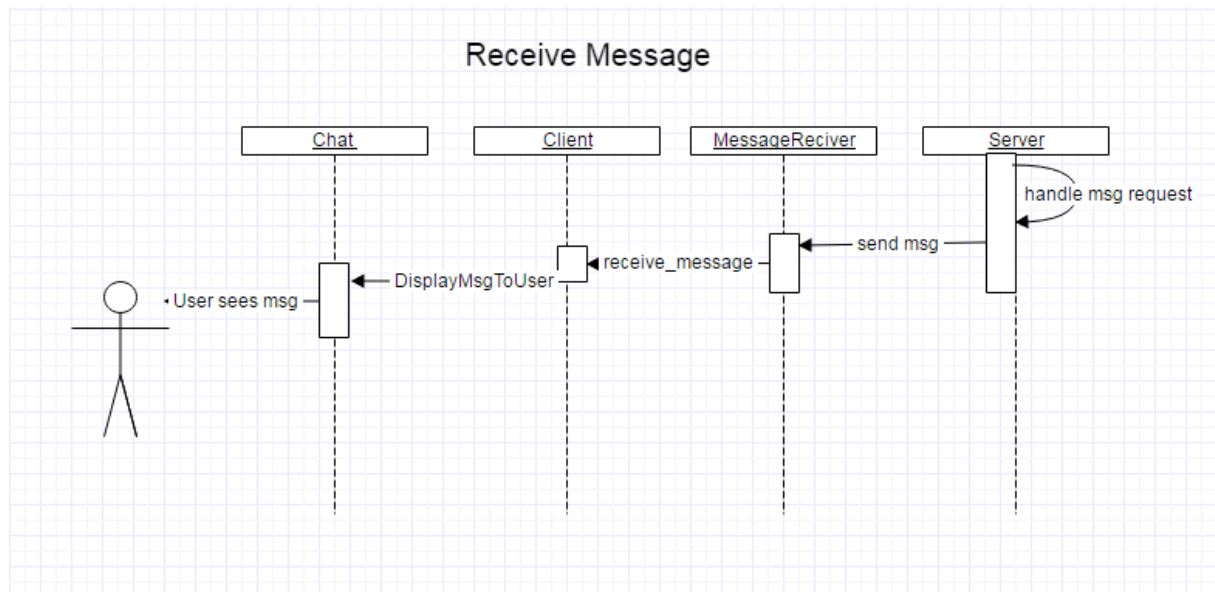 Receive Message
Chat
Client
MessageReciver
Server
handle msg request
send msg
receive_message
DisplayMsgToUser
User sees msg